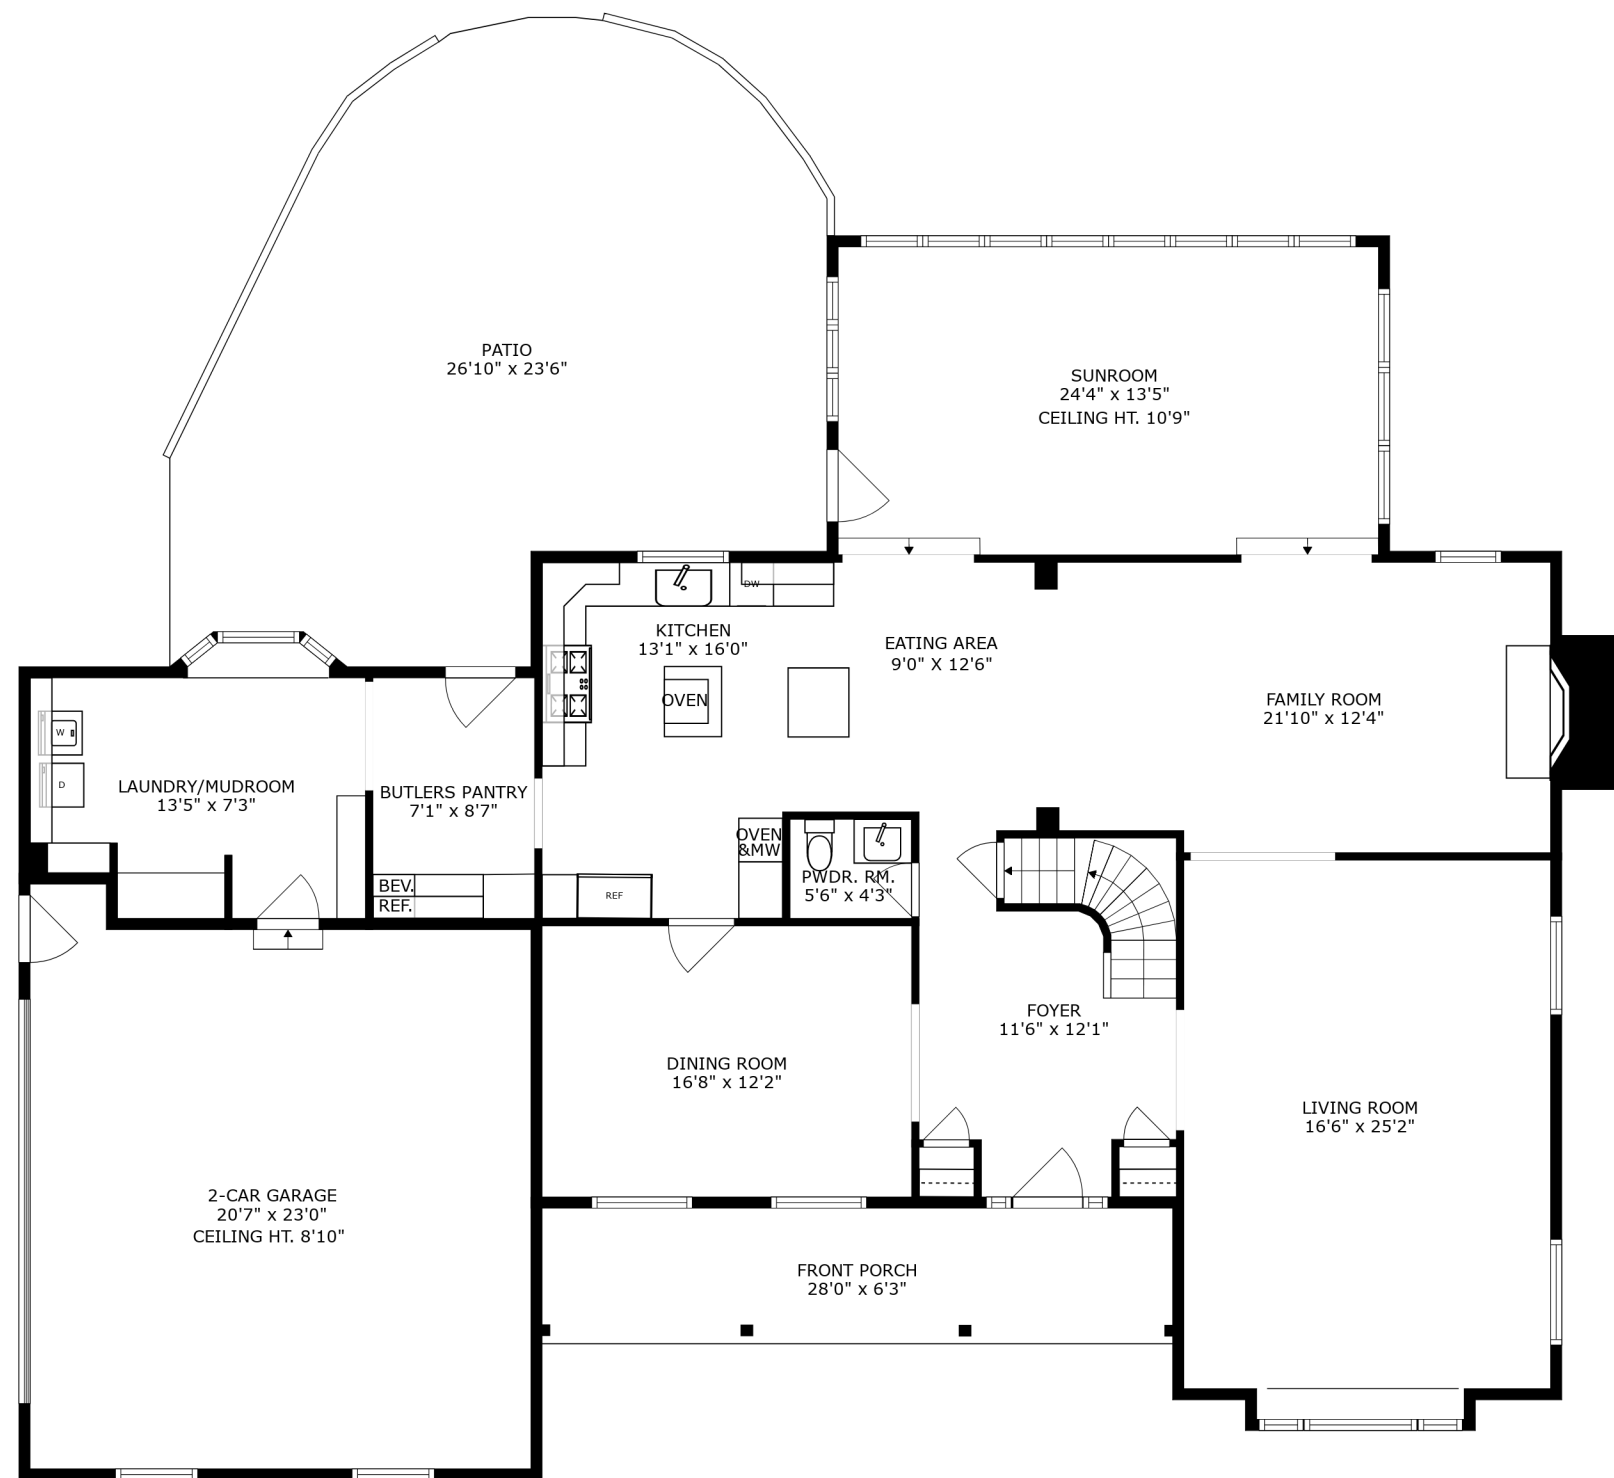 PATIO
26'10" x 23'6"
SUNROOM
24'4" x 13'5"
CEILING HT. 10'9"
DW
KITCHEN
13'1" x 16'0"
EATING AREA
9'0" X 12'6"
OVEN
FAMILY ROOM
21'10" x 12'4"
W
D
LAUNDRY/MUDROOM
13'5" x 7'3"
BUTLERS PANTRY
7'1" x 8'7"
OVEN
&MW
PWDR. RM.
5'6" x 4'3"
BEV.
REF.
REF
FOYER
11'6" x 12'1"
DINING ROOM
16'8" x 12'2"
LIVING ROOM
16'6" x 25'2"
2-CAR GARAGE
20'7" x 23'0"
CEILING HT. 8'10"
FRONT PORCH
28'0" x 6'3"